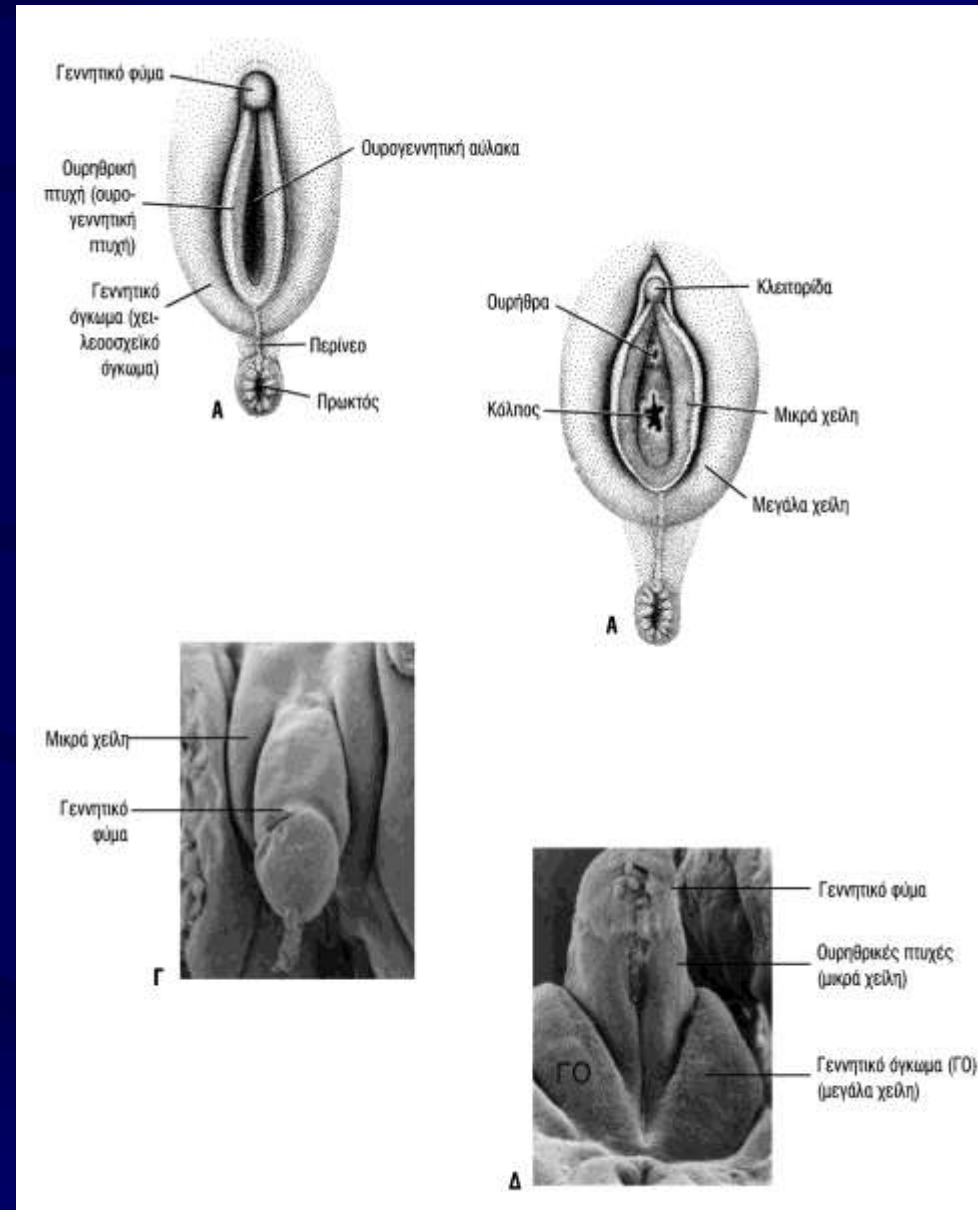 Γεννητικό φύμα
Ουρηθρική
πτυχή (ουρο-
γεννητική
πτυχή)
Γεννητικό
όγκωμα (χει-
λεοοσχεϊκό
όγκωμα)
Ουρογεννητική αύλακα
Περίνεο
Πρωκτός
Α
Ουρήθρα
Κόλπος
Κλειτορίδα
Μικρά χείλη
Μεγάλα χείλη
Α
Μικρά χείλη
Γεννητικό
φύμα
Γ
Γεννητικό φύμα
Ουρηθρικές πτυχές
(μικρά χείλη)
Γεννητικό όγκωμα (ΓΟ)
(μεγάλα χείλη)
ΓΟ
Δ